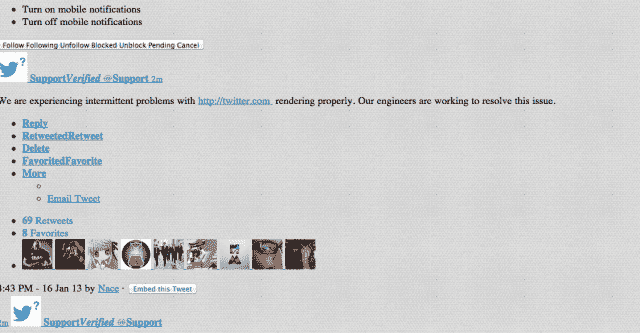 Turn on mobile notifications
Turn off mobile notifications
Follow Following Unfollow Blocked Unblock Pending Cancel
? SupportVerified @Support 2m
We are experiencing intermittent problems with http://twitter.com rendering properly. Our engineers are working to resolve this issue.
Reply
RetweetedRetweet
Delete
FavoritedFavorite
More
Email Tweet
69 Retweets
8 Favorites
4:43 PM - 16 Jan 13 by Nace · Embed this Tweet
2m ? SupportVerified @Support